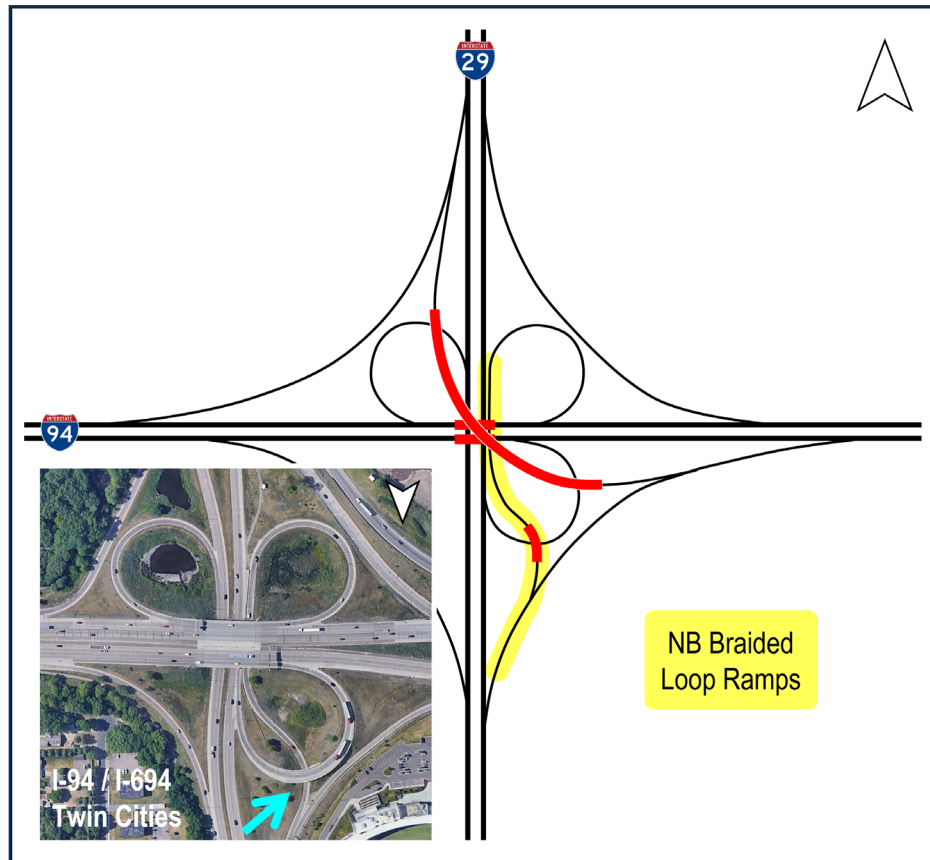 INTERSTATE
29
INTERSTATE
94
NB Braided
Loop Ramps
I-94 / I-694
Twin Cities